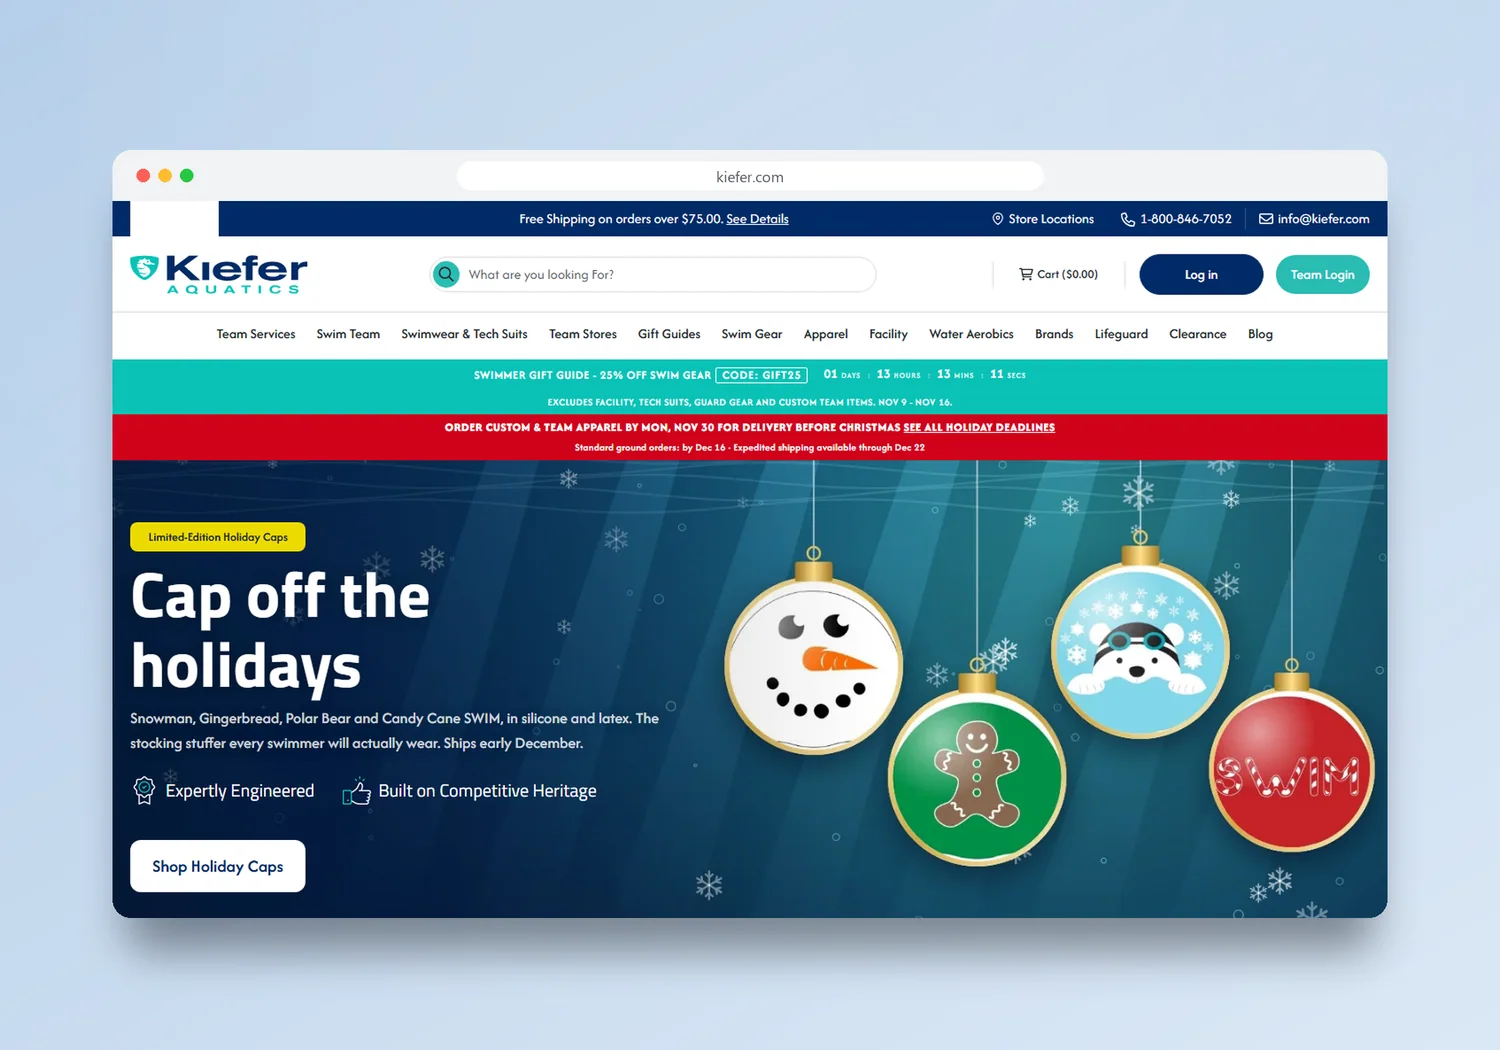 kiefer.com
Free Shipping on orders over $75.00. See Details
Store Locations
1-800-846-7052
info@kiefer.com
Kiefer
AQUATICS
What are you looking For?
Cart ($0.00)
Log in
Team Login
Team Services
Swim Team
Swimwear & Tech Suits
Team Stores
Gift Guides
Swim Gear
Apparel
Facility
Water Aerobics
Brands
Lifeguard
Clearance
Blog
SWIMMER GIFT GUIDE - 25% OFF SWIM GEAR CODE: GIFT25 01 DAYS : 13 HOURS : 13 MINS : 11 SECS
EXCLUDES FACILITY, TECH SUITS, GUARD GEAR AND CUSTOM TEAM ITEMS. NOV 9 - NOV 16.
ORDER CUSTOM & TEAM APPAREL BY MON, NOV 30 FOR DELIVERY BEFORE CHRISTMAS SEE ALL HOLIDAY DEADLINES
Standard ground orders: by Dec 16 - Expedited shipping available through Dec 22
Limited-Edition Holiday Caps
Cap off the
holidays
Snowman, Gingerbread, Polar Bear and Candy Cane SWIM, in silicone and latex. The
stocking stuffer every swimmer will actually wear. Ships early December.
Expertly Engineered
Built on Competitive Heritage
Shop Holiday Caps
SWIM